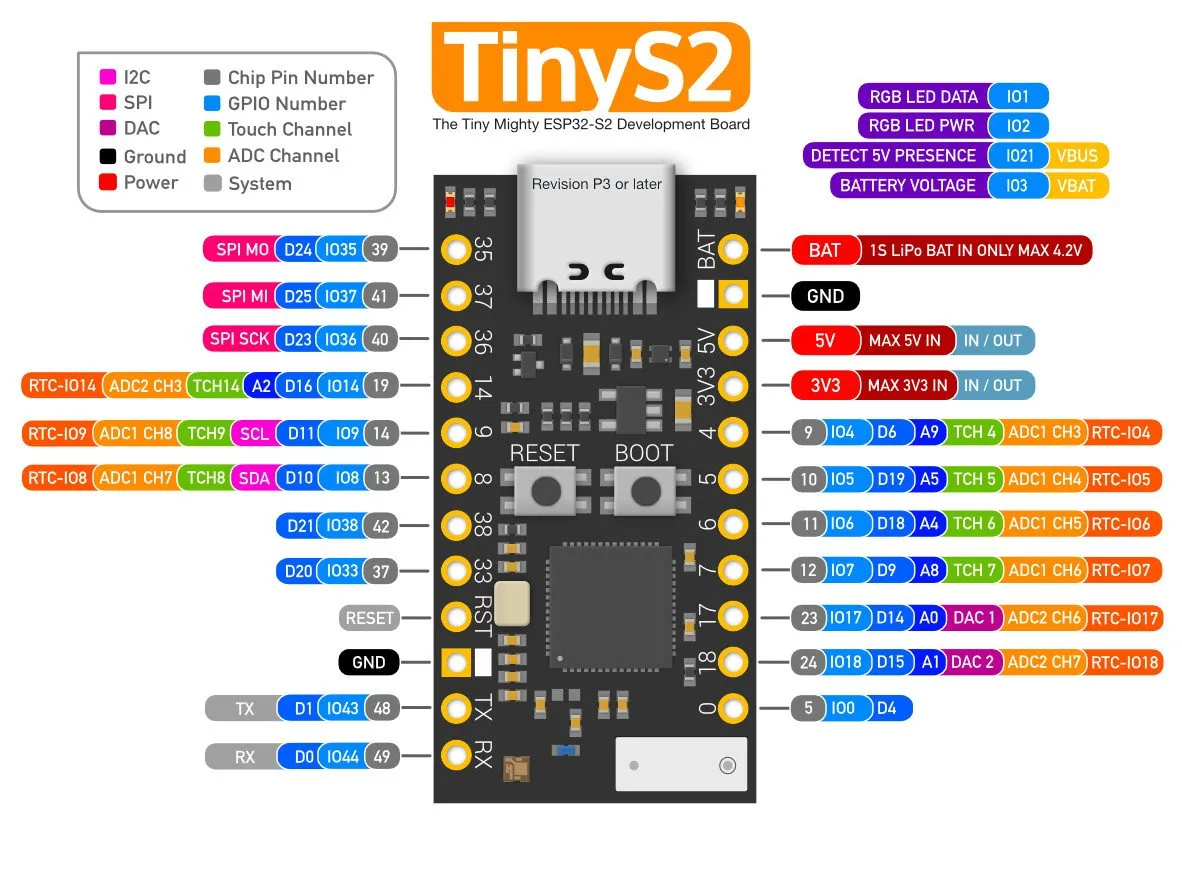 TinyS2
The Tiny Mighty ESP32-S2 Development Board
I2C
SPI
DAC
Ground
Power
Chip Pin Number
GPIO Number
Touch Channel
ADC Channel
System
RGB LED DATA IO1
RGB LED PWR IO2
DETECT 5V PRESENCE IO21 VBUS
BATTERY VOLTAGE IO3 VBAT
Revision P3 or later
SPI MO D24 IO35 39
SPI MI D25 IO37 41
SPI SCK D23 IO36 40
RTC-IO14 ADC2 CH3 TCH14 A2 D16 IO14 19
RTC-IO9 ADC1 CH8 TCH9 SCL D11 IO9 14
RTC-IO8 ADC1 CH7 TCH8 SDA D10 IO8 13
D21 IO38 42
D20 IO33 37
RESET
GND
TX D1 IO43 48
RX D0 IO44 49
35
37
36
14
9
8
38
33
RST
TX
RX
RESET BOOT
BAT
5V
3V3
4
5
6
7
17
18
0
BAT 1S LiPo BAT IN ONLY MAX 4.2V
GND
5V MAX 5V IN IN / OUT
3V3 MAX 3V3 IN IN / OUT
9 IO4 D6 A9 TCH 4 ADC1 CH3 RTC-IO4
10 IO5 D19 A5 TCH 5 ADC1 CH4 RTC-IO5
11 IO6 D18 A4 TCH 6 ADC1 CH5 RTC-IO6
12 IO7 D9 A8 TCH 7 ADC1 CH6 RTC-IO7
23 IO17 D14 A0 DAC 1 ADC2 CH6 RTC-IO17
24 IO18 D15 A1 DAC 2 ADC2 CH7 RTC-IO18
5 IO0 D4